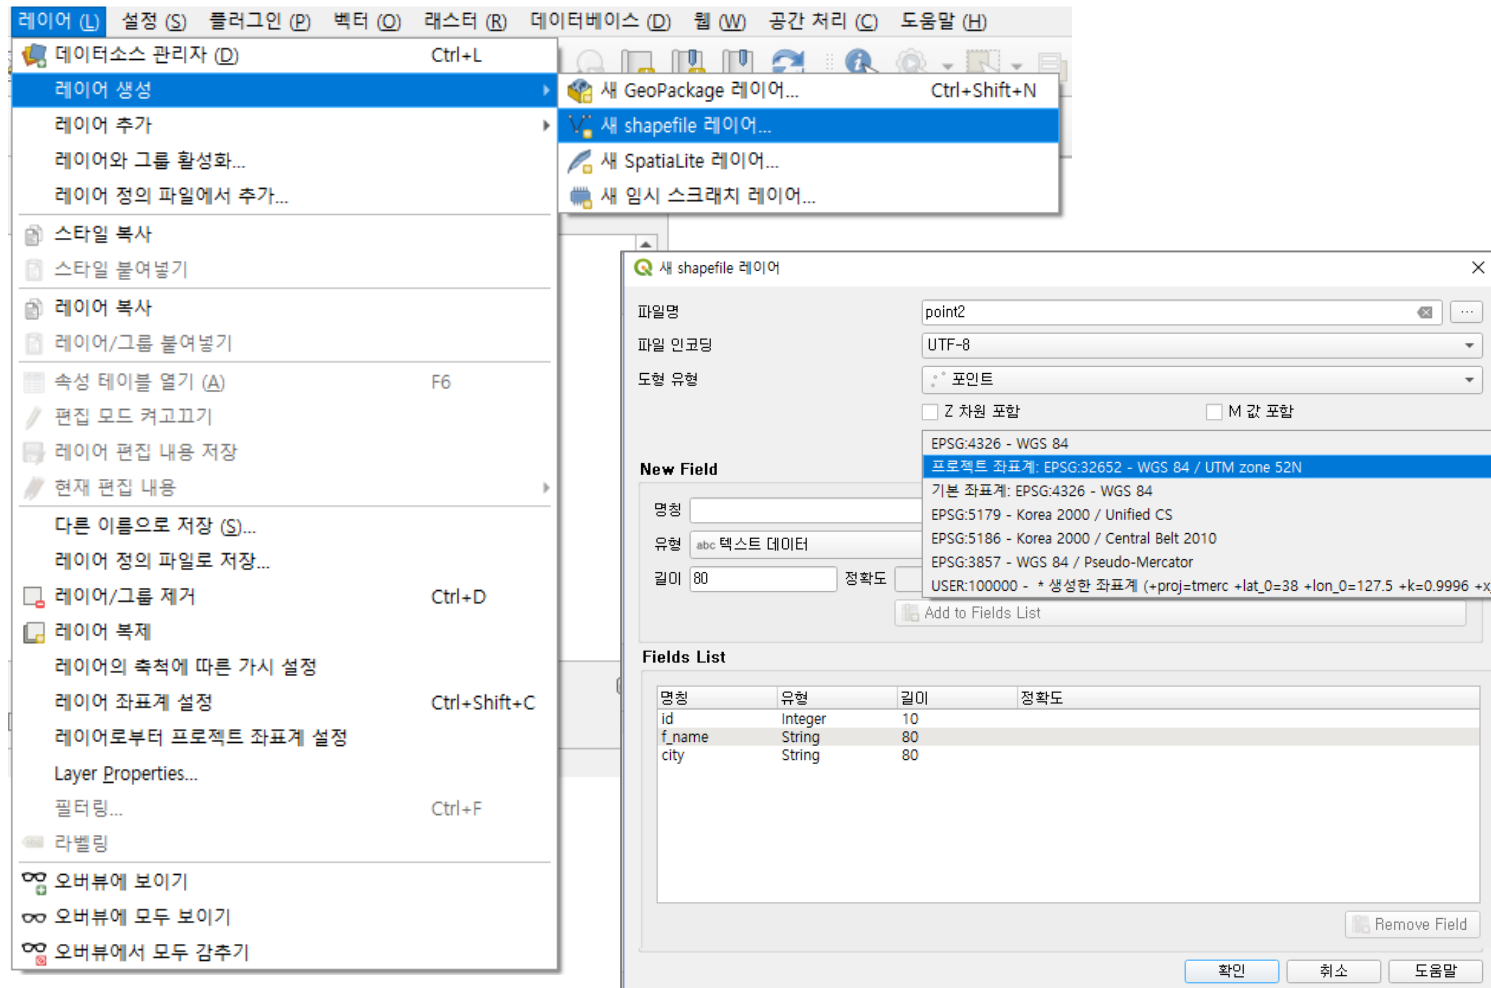 레이어 (L) 설정 (S) 플러그인 (P) 벡터 (O) 래스터 (R) 데이터베이스 (D) 웹 (W) 공간 처리 (C) 도움말 (H)
데이터소스 관리자 (D) Ctrl+L
레이어 생성
레이어 추가
레이어와 그룹 활성화...
레이어 정의 파일에서 추가...
스타일 복사
스타일 붙여넣기
레이어 복사
레이어/그룹 붙여넣기
속성 테이블 열기 (A) F6
편집 모드 켜고끄기
레이어 편집 내용 저장
현재 편집 내용
다른 이름으로 저장 (S)...
레이어 정의 파일로 저장...
레이어/그룹 제거 Ctrl+D
레이어 복제
레이어의 축척에 따른 가시 설정
레이어 좌표계 설정 Ctrl+Shift+C
레이어로부터 프로젝트 좌표계 설정
Layer Properties...
필터링... Ctrl+F
라벨링
오버뷰에 보이기
오버뷰에 모두 보이기
오버뷰에서 모두 감추기
새 GeoPackage 레이어... Ctrl+Shift+N
새 shapefile 레이어...
새 SpatiaLite 레이어...
새 임시 스크래치 레이어...
새 shapefile 레이어
파일명 point2 ...
파일 인코딩 UTF-8
도형 유형 포인트
Z 차원 포함 M 값 포함
EPSG:4326 - WGS 84
프로젝트 좌표계: EPSG:32652 - WGS 84 / UTM zone 52N
기본 좌표계: EPSG:4326 - WGS 84
EPSG:5179 - Korea 2000 / Unified CS
EPSG:5186 - Korea 2000 / Central Belt 2010
EPSG:3857 - WGS 84 / Pseudo-Mercator
USER:100000 - * 생성한 좌표계 (+proj=tmerc +lat_0=38 +lon_0=127.5 +k=0.9996 +x
New Field
명칭
유형 abc 텍스트 데이터
길이 80 정확도
Add to Fields List
Fields List
명칭 유형 길이 정확도
id Integer 10
f_name String 80
city String 80
Remove Field
확인 취소 도움말